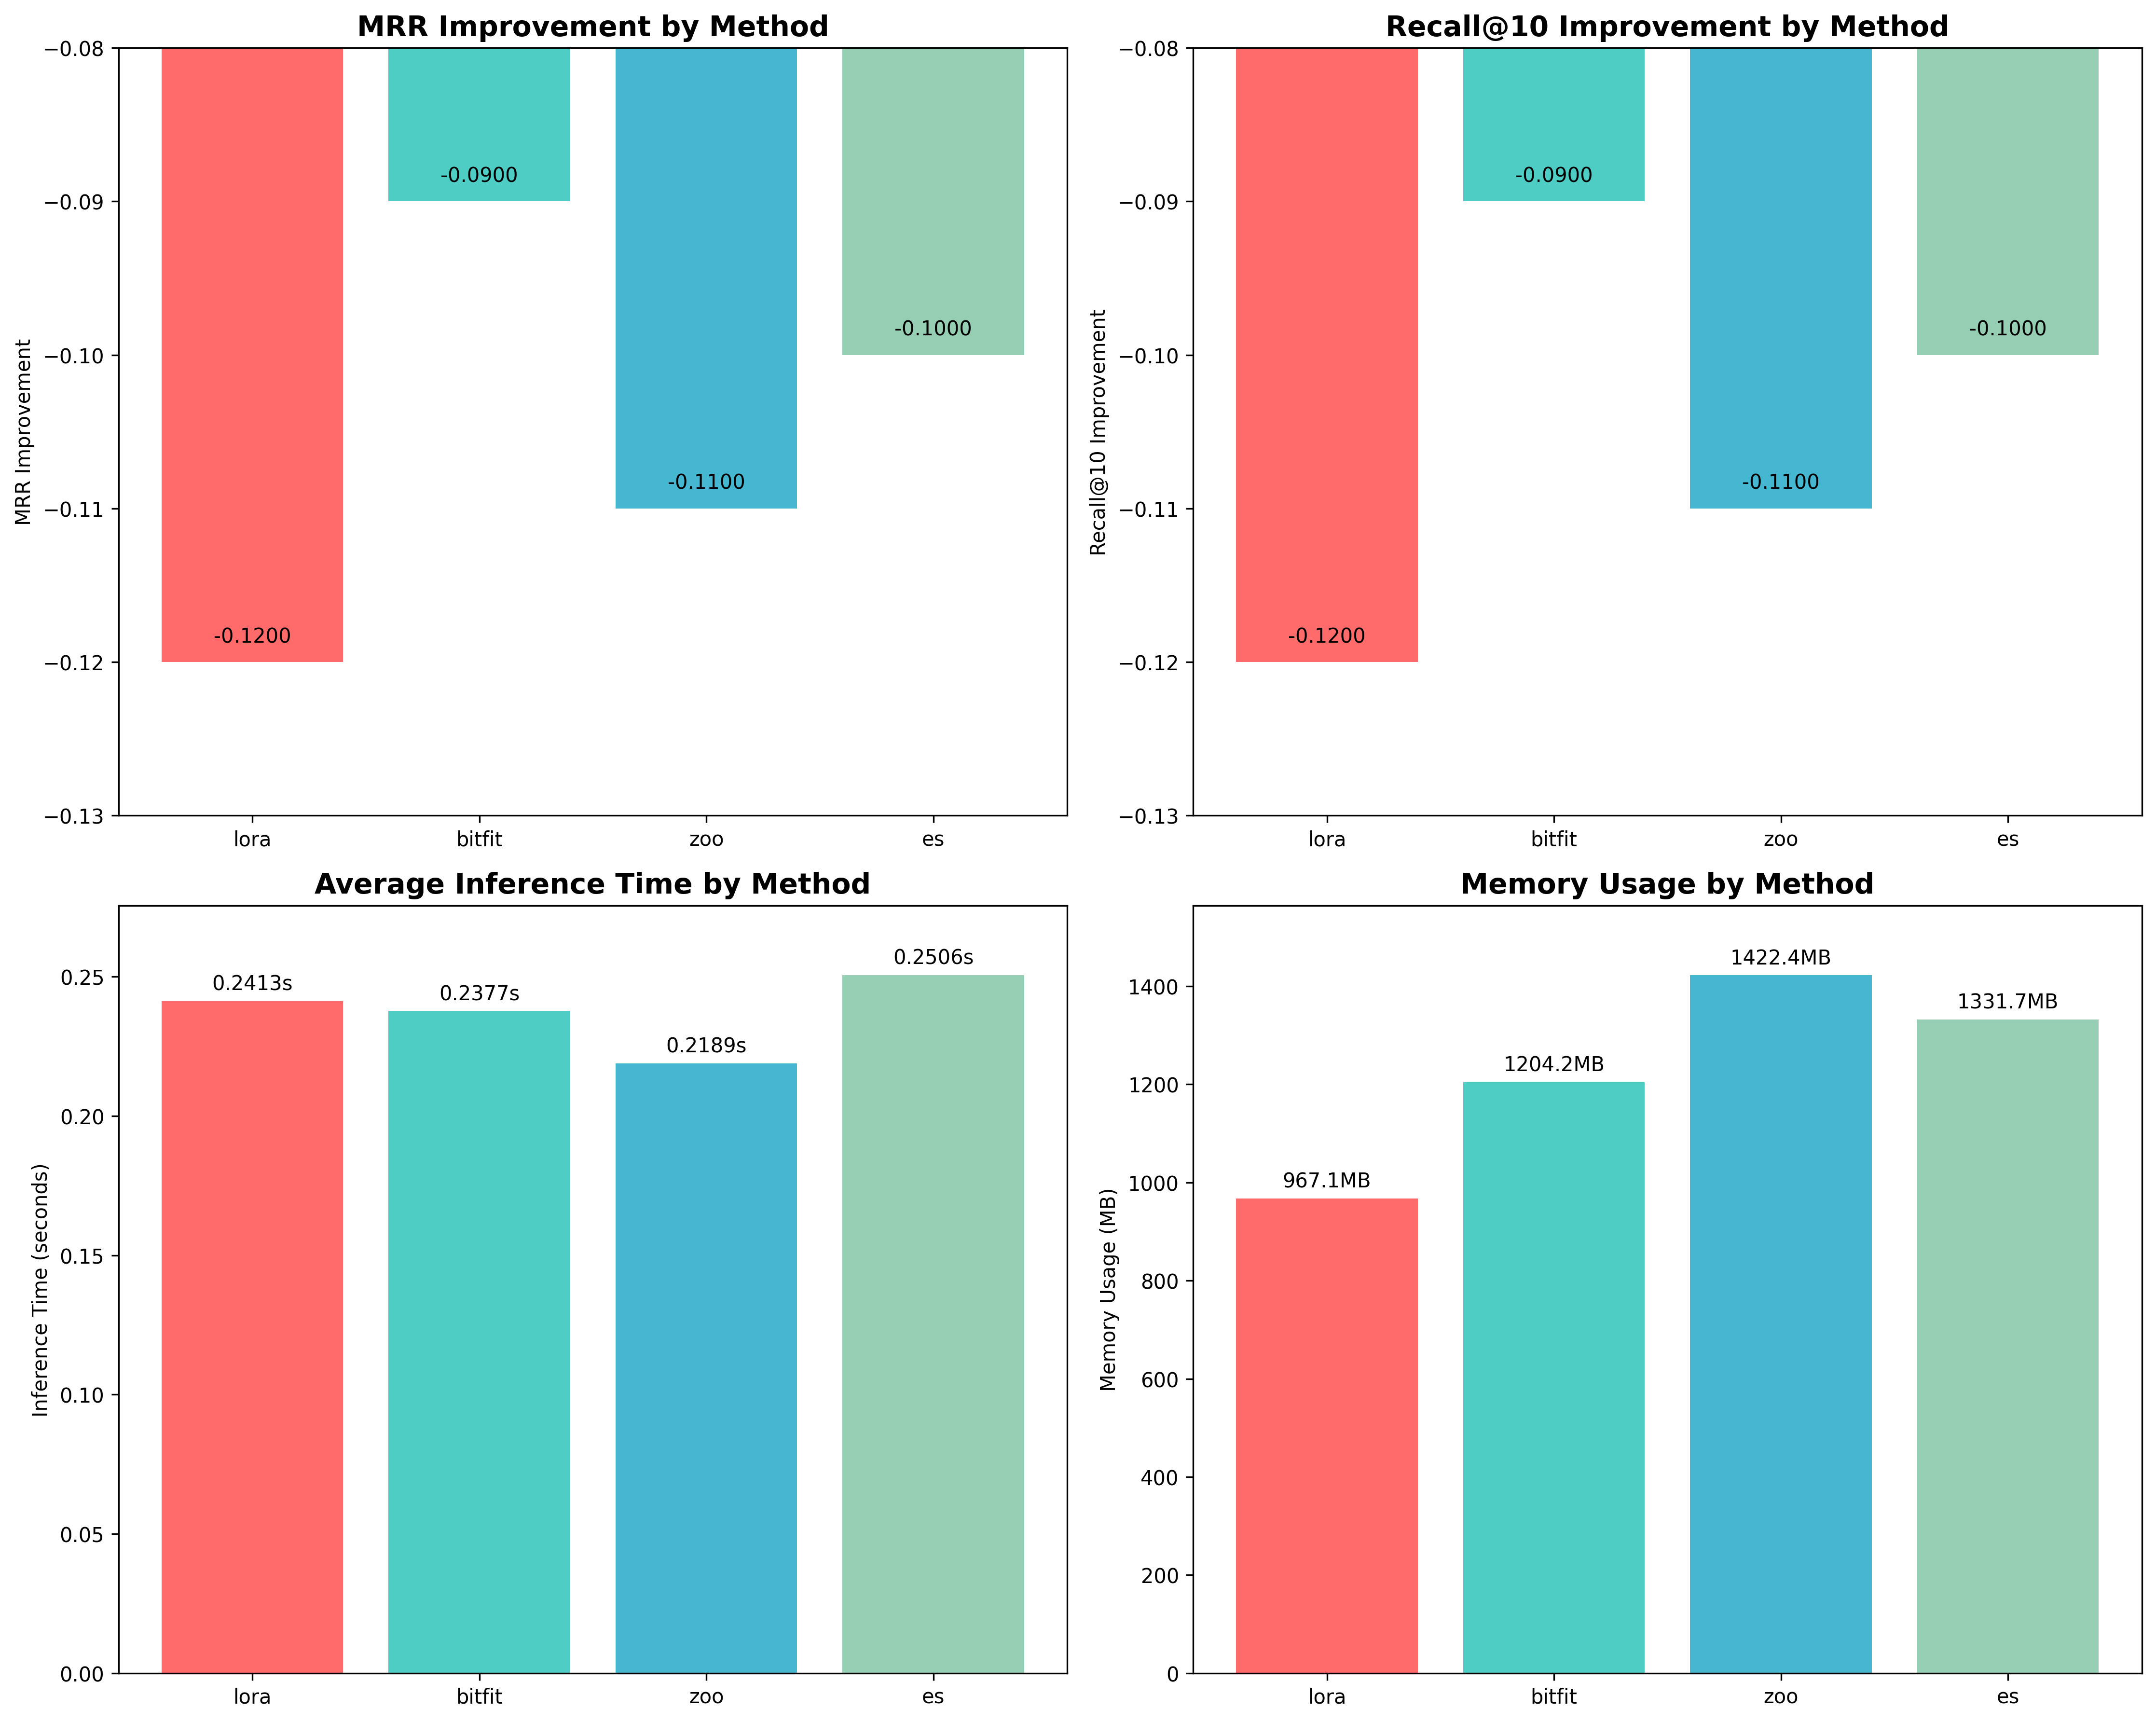 MRR Improvement by Method
MRR Improvement
−0.08
−0.09
−0.10
−0.11
−0.12
−0.13
-0.1200
-0.0900
-0.1100
-0.1000
lora
bitfit
zoo
es
Recall@10 Improvement by Method
Recall@10 Improvement
−0.08
−0.09
−0.10
−0.11
−0.12
−0.13
-0.1200
-0.0900
-0.1100
-0.1000
lora
bitfit
zoo
es
Average Inference Time by Method
Inference Time (seconds)
0.25
0.20
0.15
0.10
0.05
0.00
0.2413s
0.2377s
0.2189s
0.2506s
lora
bitfit
zoo
es
Memory Usage by Method
Memory Usage (MB)
1400
1200
1000
800
600
400
200
0
967.1MB
1204.2MB
1422.4MB
1331.7MB
lora
bitfit
zoo
es